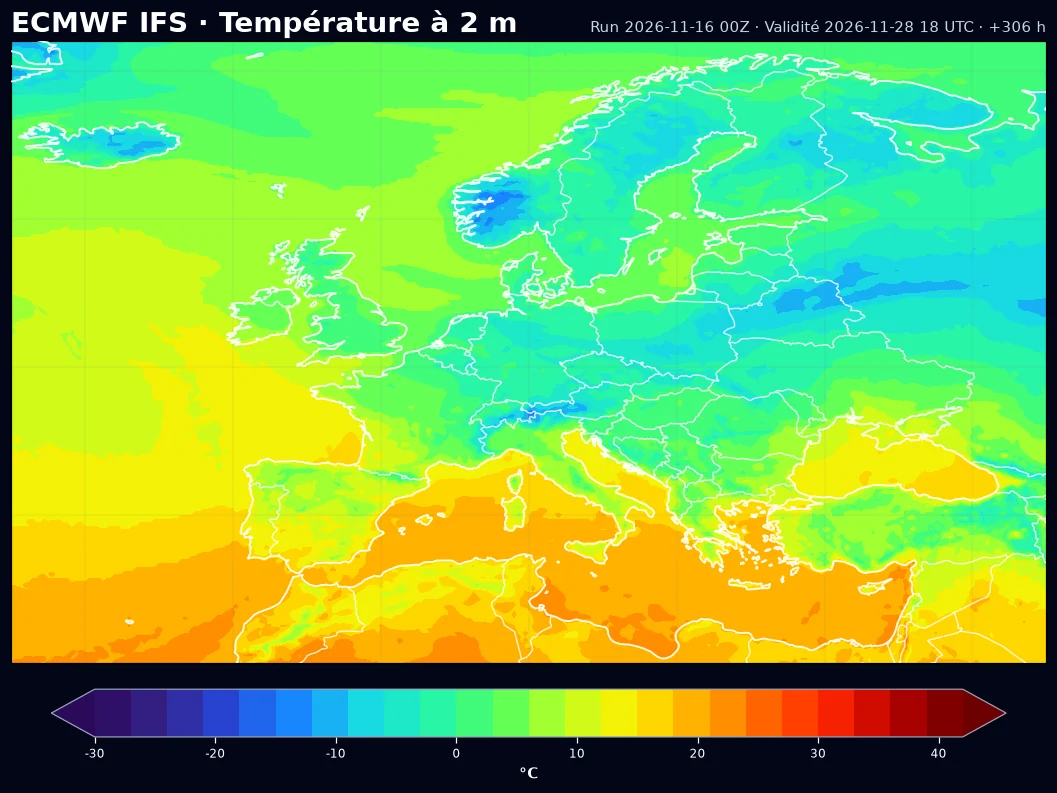 ECMWF IFS · Température à 2 m
Run 2026-11-16 00Z · Validité 2026-11-28 18 UTC · +306 h
-30 -20 -10 0 10 20 30 40
°C